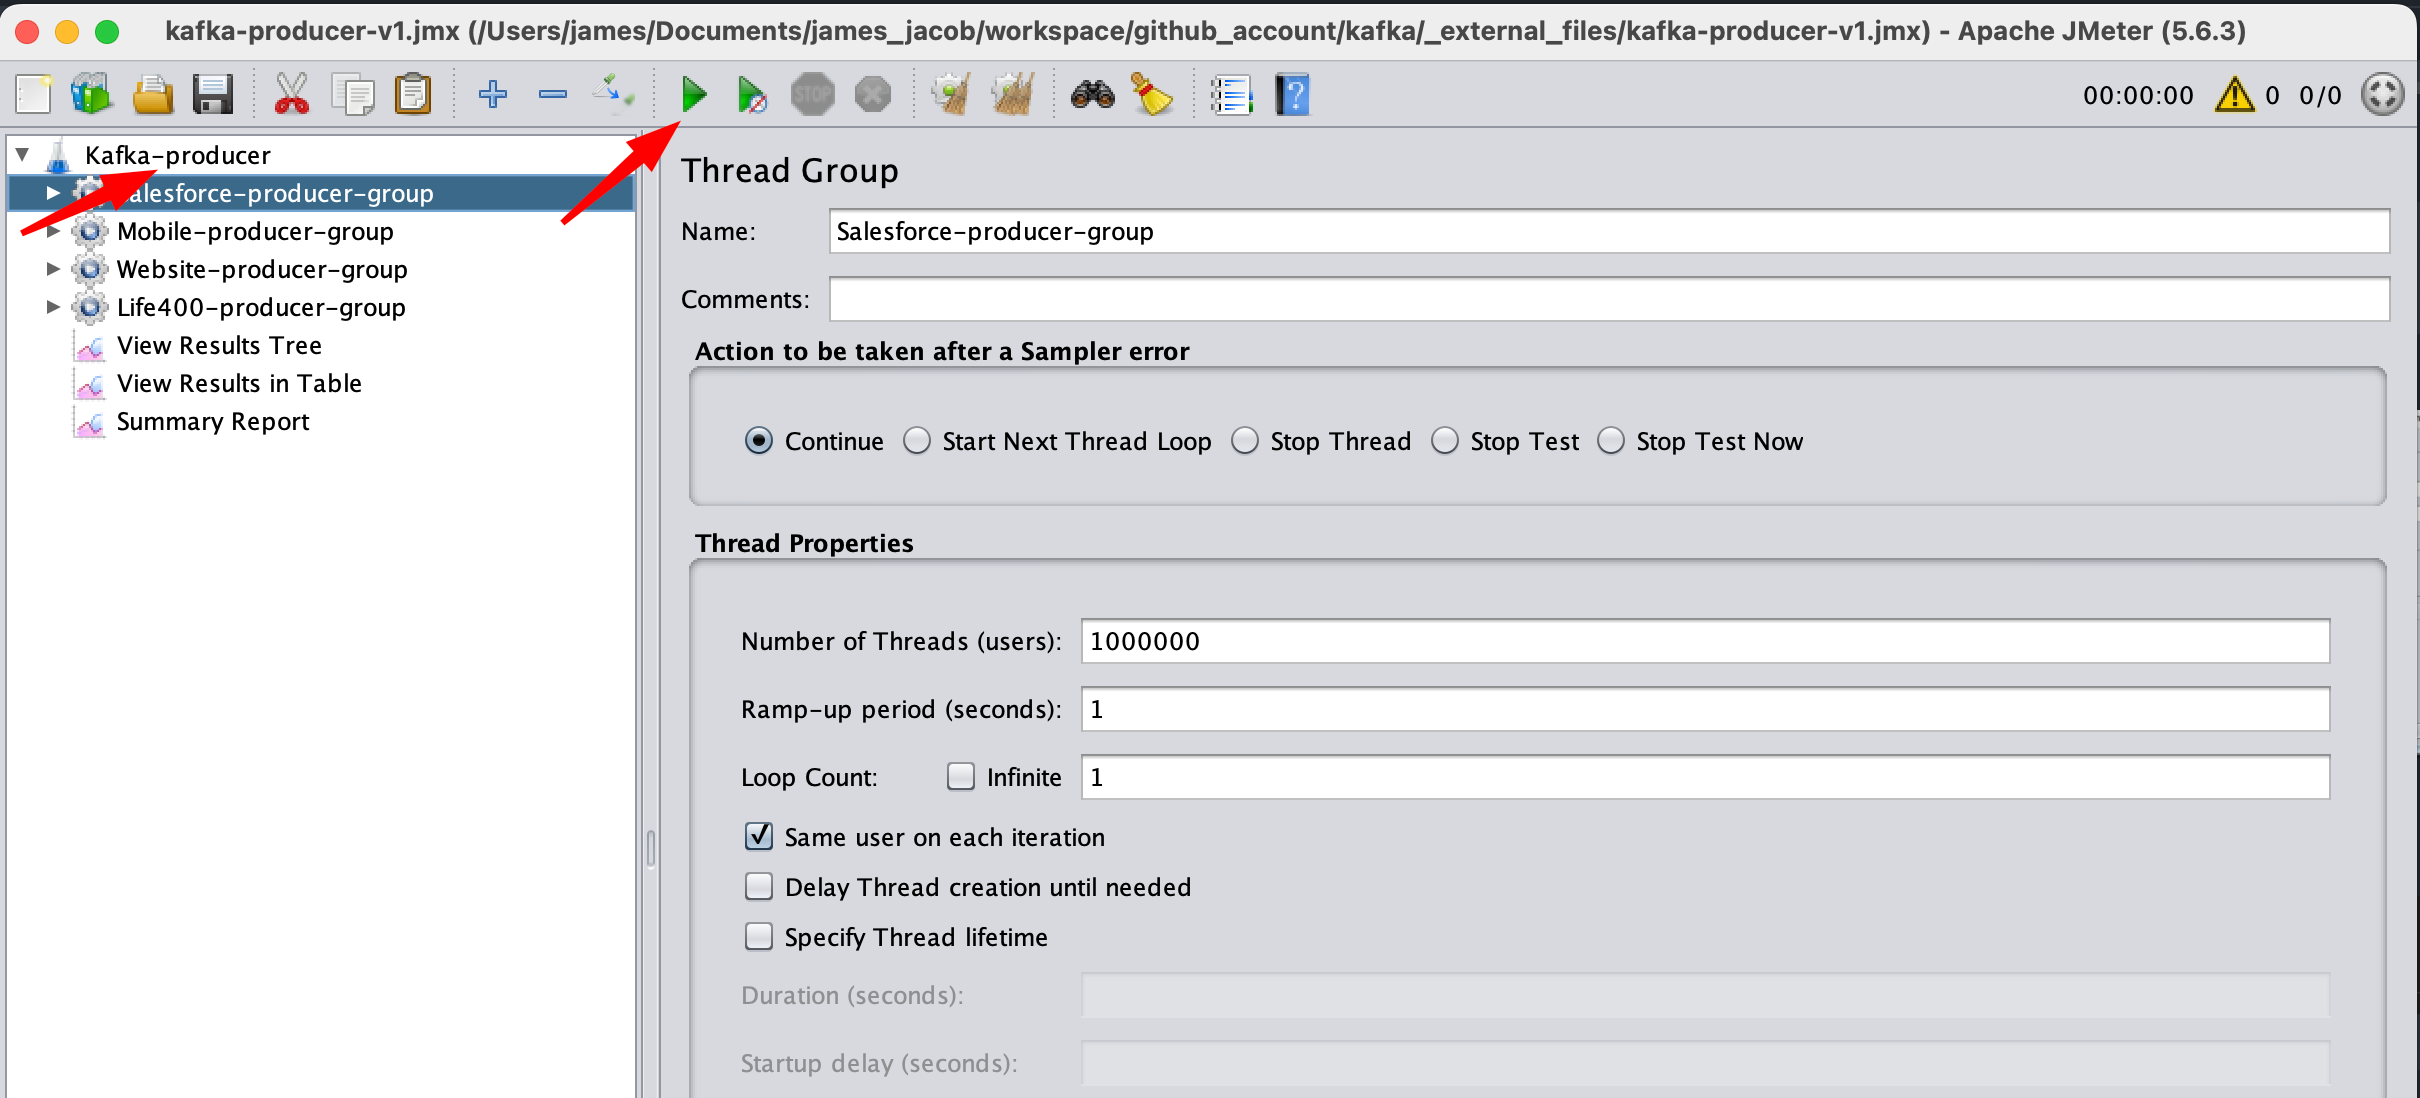 kafka-producer-v1.jmx (/Users/james/Documents/james_jacob/workspace/github_account/kafka/_external_files/kafka-producer-v1.jmx) - Apache JMeter (5.6.3)
STOP
?
00:00:00
0 0/0
Kafka-producer
alesforce-producer-group
Mobile-producer-group
Website-producer-group
Life400-producer-group
View Results Tree
View Results in Table
Summary Report
Thread Group
Name: Salesforce-producer-group
Comments:
Action to be taken after a Sampler error
Continue Start Next Thread Loop Stop Thread Stop Test Stop Test Now
Thread Properties
Number of Threads (users): 1000000
Ramp-up period (seconds): 1
Loop Count: Infinite 1
Same user on each iteration
Delay Thread creation until needed
Specify Thread lifetime
Duration (seconds):
Startup delay (seconds):